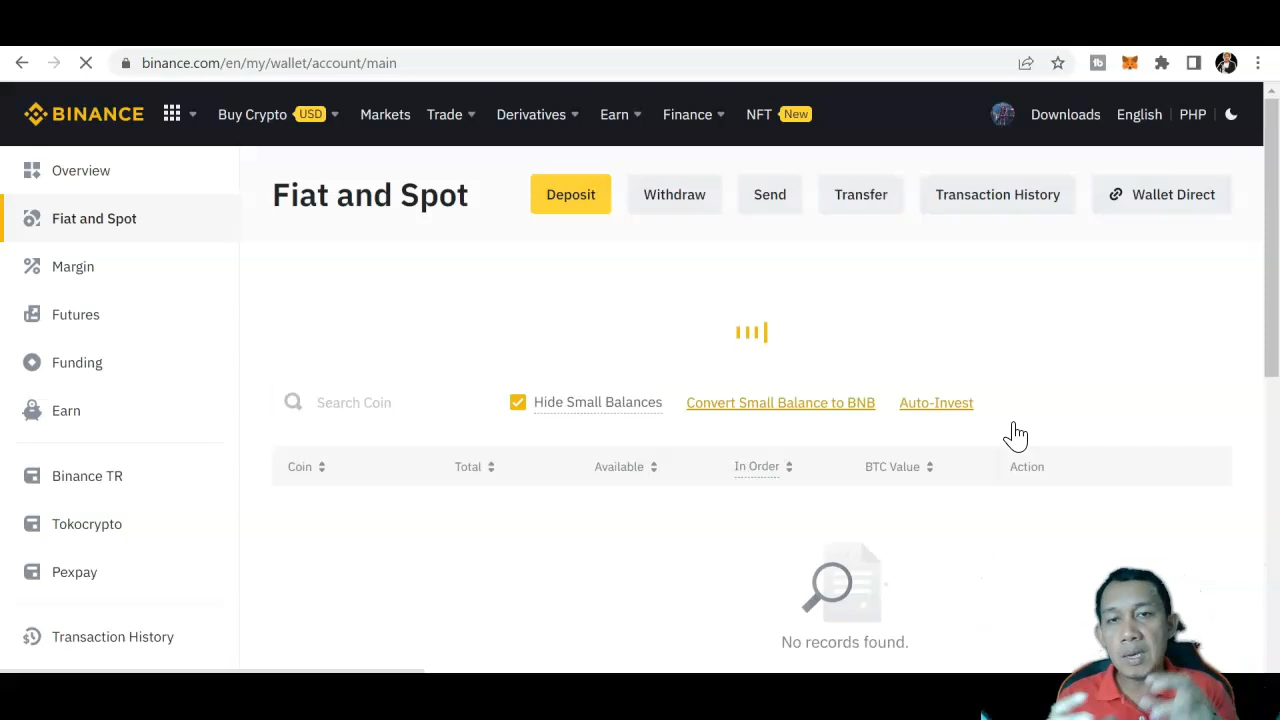 binance.com/en/my/wallet/account/main
BINANCE Buy Crypto USD Markets Trade Derivatives Earn Finance NFT New Downloads English PHP
Overview
Fiat and Spot
Margin
Futures
Funding
Earn
Binance TR
Tokocrypto
Pexpay
Transaction History
Fiat and Spot Deposit Withdraw Send Transfer Transaction History Wallet Direct
Search Coin Hide Small Balances Convert Small Balance to BNB Auto-Invest
Coin Total Available In Order BTC Value Action
No records found.